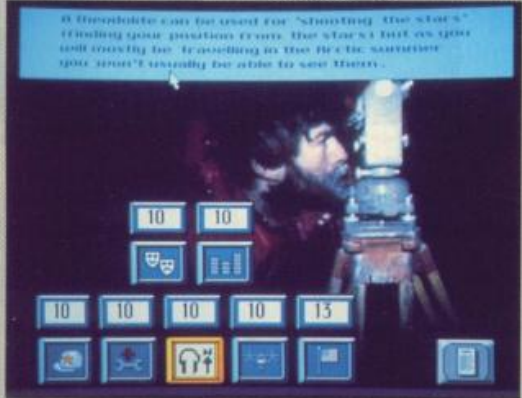 A theodolite can be used for "shooting the stars"
(finding your position from the stars) but as you
will mostly be travelling in the Arctic summer
you won't usually be able to see them.
10 10
10 10 10 10 13
N